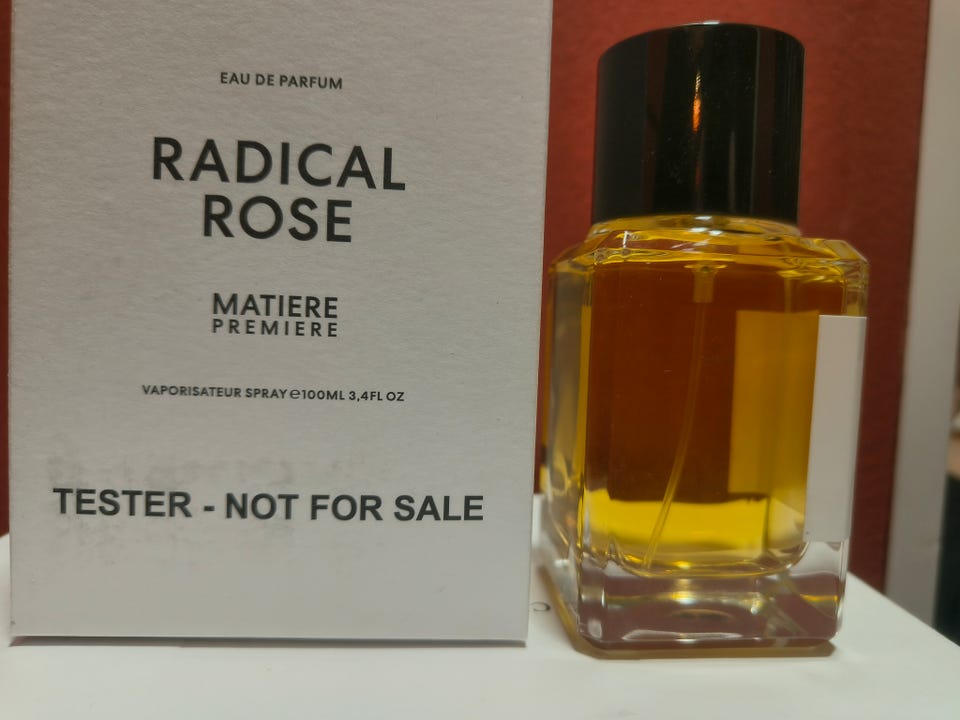 EAU DE PARFUM
RADICAL
ROSE
MATIERE
PREMIERE
VAPORISATEUR SPRAY ℮100ML 3,4FL OZ
TESTER - NOT FOR SALE